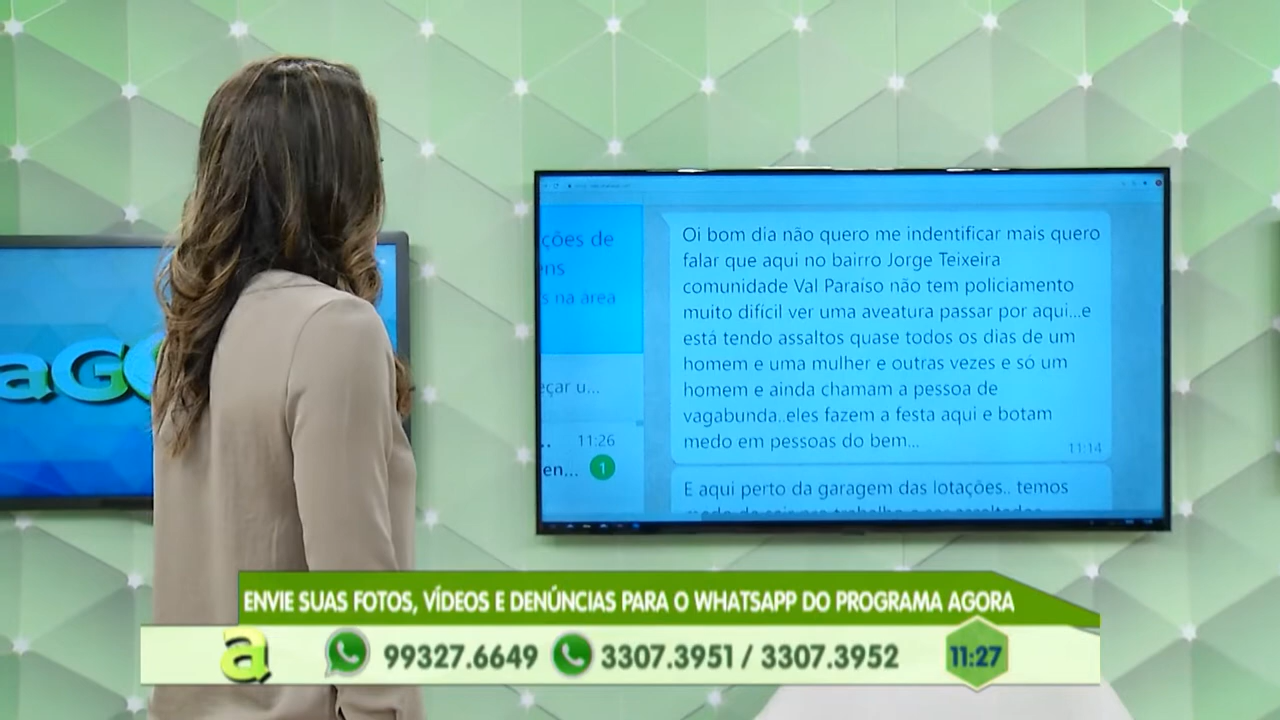 ções de
ens
s na área
eçar u...
..
11:26
en...
1
aGO
Oi bom dia não quero me indentificar mais quero
falar que aqui no bairro Jorge Teixeira
comunidade Val Paraíso não tem policiamento
muito difícil ver uma aveatura passar por aqui...e
está tendo assaltos quase todos os dias de um
homem e uma mulher e outras vezes e só um
homem e ainda chamam a pessoa de
vagabunda..eles fazem a festa aqui e botam
medo em pessoas do bem...
11:14
E aqui perto da garagem das lotações.. temos
ENVIE SUAS FOTOS, VÍDEOS E DENÚNCIAS PARA O WHATSAPP DO PROGRAMA AGORA
a 99327.6649 3307.3951 / 3307.3952 11:27